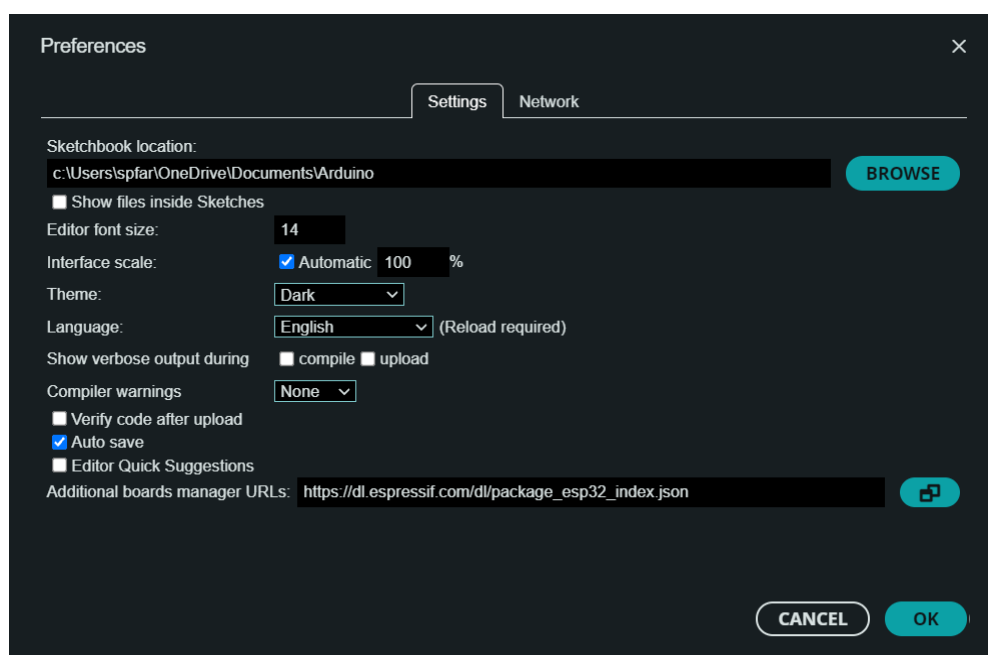 Preferences
Settings Network
Sketchbook location:
c:\Users\spfar\OneDrive\Documents\Arduino BROWSE
Show files inside Sketches
Editor font size: 14
Interface scale: Automatic 100 %
Theme: Dark
Language: English (Reload required)
Show verbose output during compile upload
Compiler warnings None
Verify code after upload
Auto save
Editor Quick Suggestions
Additional boards manager URLs: https://dl.espressif.com/dl/package_esp32_index.json
CANCEL OK